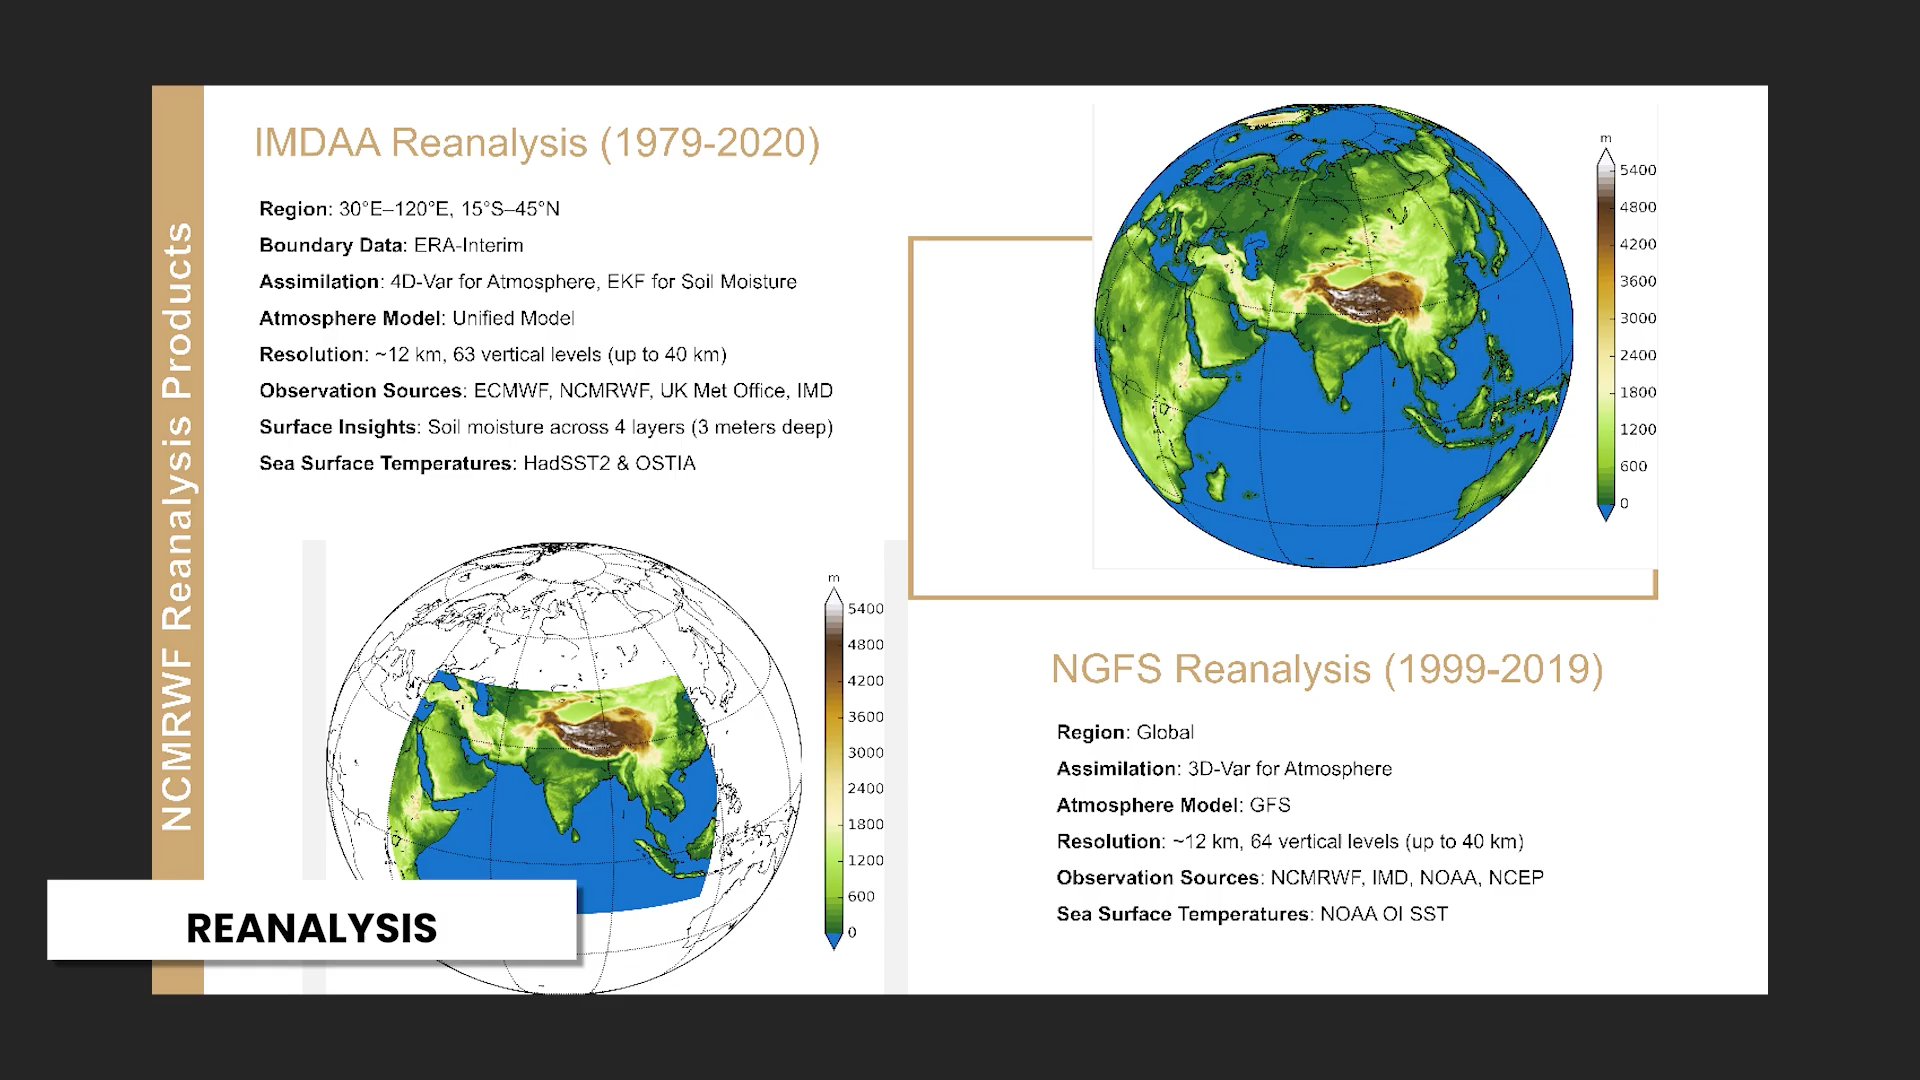 NCMRWF Reanalysis Products
IMDAA Reanalysis (1979-2020)
Region: 30°E–120°E, 15°S–45°N
Boundary Data: ERA-Interim
Assimilation: 4D-Var for Atmosphere, EKF for Soil Moisture
Atmosphere Model: Unified Model
Resolution: ~12 km, 63 vertical levels (up to 40 km)
Observation Sources: ECMWF, NCMRWF, UK Met Office, IMD
Surface Insights: Soil moisture across 4 layers (3 meters deep)
Sea Surface Temperatures: HadSST2 & OSTIA
m
5400
4800
4200
3600
3000
2400
1800
1200
600
0
m
5400
4800
4200
3600
3000
2400
1800
1200
600
0
NGFS Reanalysis (1999-2019)
Region: Global
Assimilation: 3D-Var for Atmosphere
Atmosphere Model: GFS
Resolution: ~12 km, 64 vertical levels (up to 40 km)
Observation Sources: NCMRWF, IMD, NOAA, NCEP
Sea Surface Temperatures: NOAA OI SST
REANALYSIS